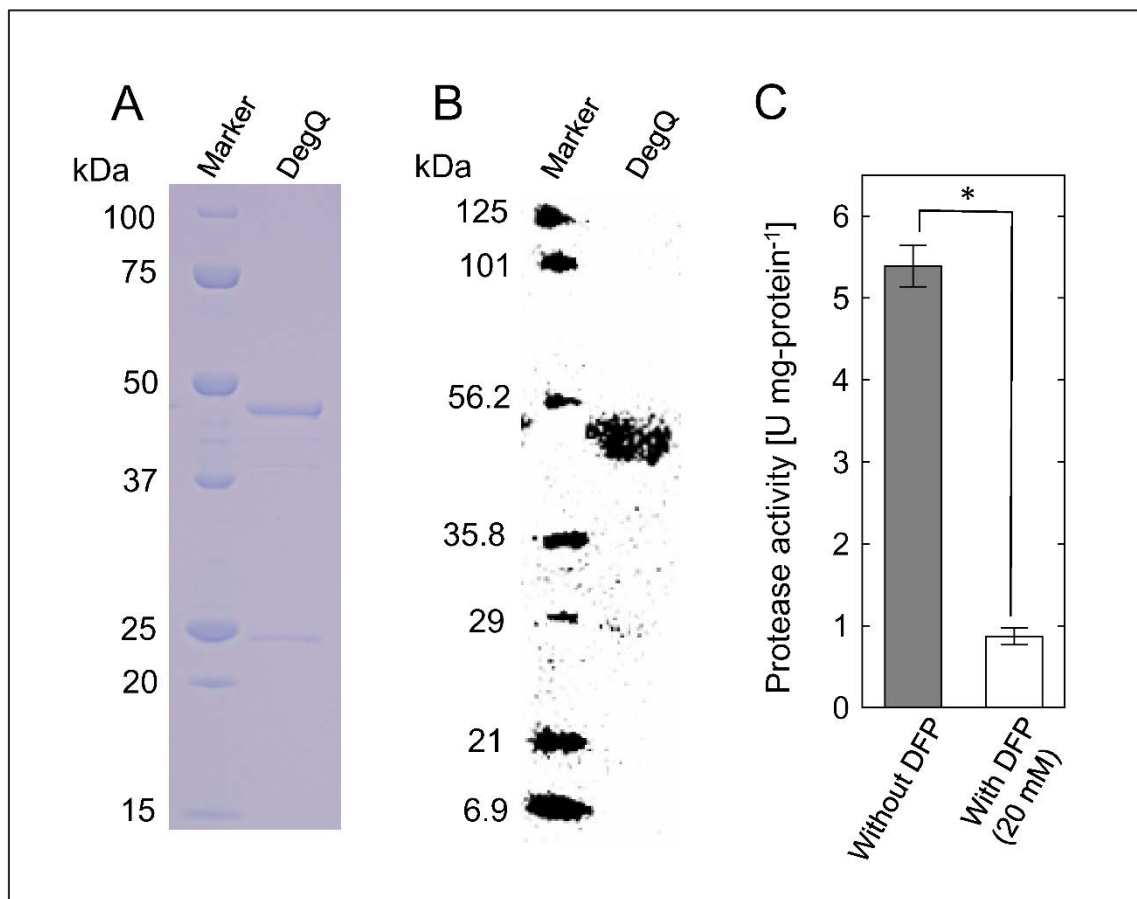 A
Marker
DegQ
kDa
100
75
50
37
25
20
15
B
Marker
DegQ
kDa
125
101
56.2
35.8
29
21
6.9
C
Protease activity [U mg-protein⁻¹]
6
5
4
3
2
1
0
*
Without DFP
With DFP
(20 mM)